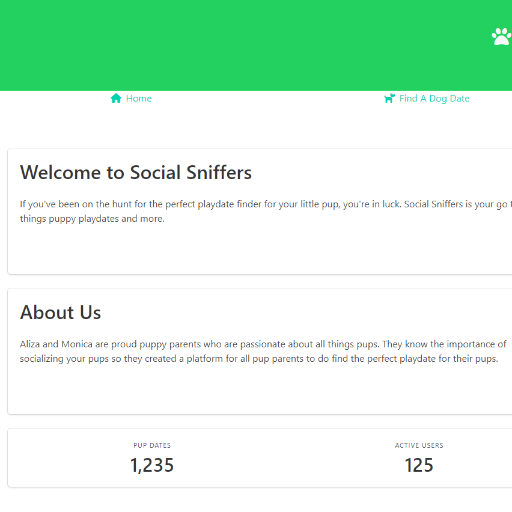 Home
Find A Dog Date
Welcome to Social Sniffers
If you've been on the hunt for the perfect playdate finder for your little pup, you're in luck. Social Sniffers is your go
things puppy playdates and more.
About Us
Aliza and Monica are proud puppy parents who are passionate about all things pups. They know the importance of
socializing your pups so they created a platform for all pup parents to do find the perfect playdate for their pups.
PUP DATES
ACTIVE USERS
1,235
125